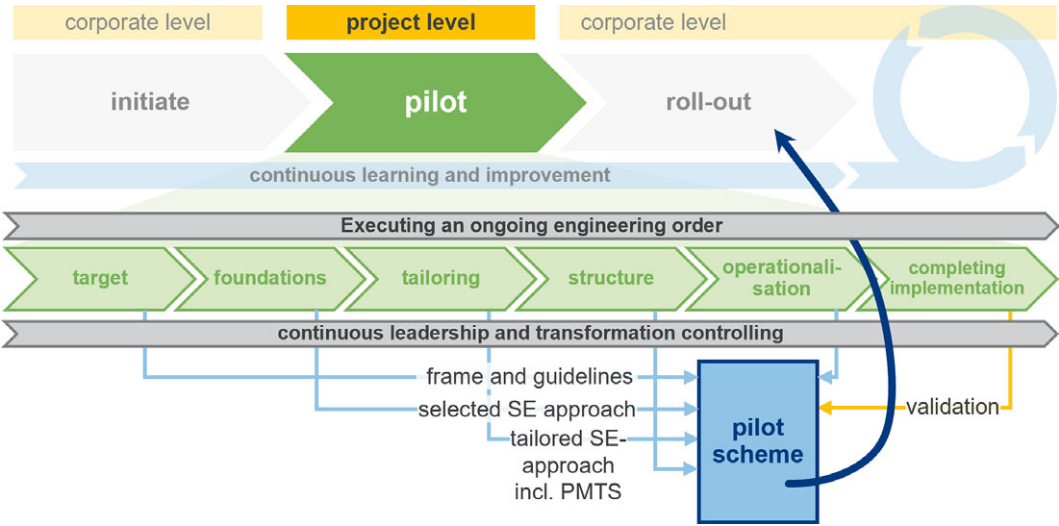 corporate level
project level
corporate level
initiate
pilot
roll-out
continuous learning and improvement
Executing an ongoing engineering order
target
foundations
tailoring
structure
operationali-
sation
completing
implementation
continuous leadership and transformation controlling
frame and guidelines
selected SE approach
tailored SE-
approach
incl. PMTS
pilot
scheme
validation